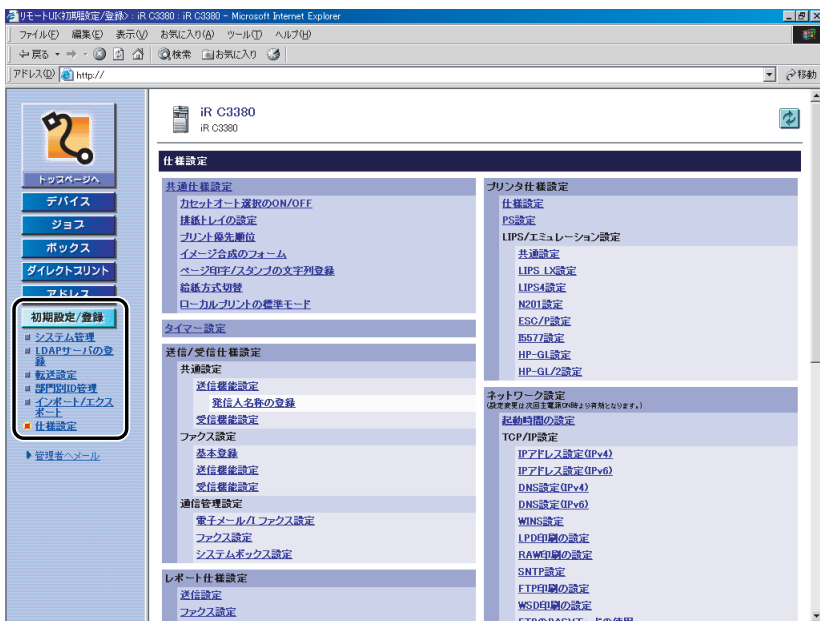 リモートUI<初期設定/登録> : iR C3380 : iR C3380 - Microsoft Internet Explorer
ファイル(F) 編集(E) 表示(V) お気に入り(A) ツール(T) ヘルプ(H)
戻る 検索 お気に入り
アドレス(D) http:// 移動
トップページへ
デバイス
ジョブ
ボックス
ダイレクトプリント
アドレス
初期設定/登録
システム管理
LDAPサーバの登
録
転送設定
部門別ID管理
インポート/エクス
ポート
仕様設定
管理者へメール
iR C3380
iR C3380
仕様設定
共通仕様設定
カセットオート選択のON/OFF
排紙トレイの設定
プリント優先順位
イメージ合成のフォーム
ページ印字/スタンプの文字列登録
給紙方式切替
ローカルプリントの標準モード
タイマー設定
送信/受信仕様設定
共通設定
送信機能設定
発信人名称の登録
受信機能設定
ファクス設定
基本登録
送信機能設定
受信機能設定
通信管理設定
電子メール/I ファクス設定
ファクス設定
システムボックス設定
レポート仕様設定
送信設定
ファクス設定
プリンタ仕様設定
仕様設定
PS設定
LIPS/エミュレーション設定
共通設定
LIPS LX設定
LIPS4設定
N201設定
ESC/P設定
I5577設定
HP-GL設定
HP-GL/2設定
ネットワーク設定
(設定変更は次回主電源ON時より有効となります。)
起動時間の設定
TCP/IP設定
IPアドレス設定(IPv4)
IPアドレス設定(IPv6)
DNS設定(IPv4)
DNS設定(IPv6)
WINS設定
LPD印刷の設定
RAW印刷の設定
SNTP設定
FTP印刷の設定
WSD印刷の設定
FTPのPASVモードの使用